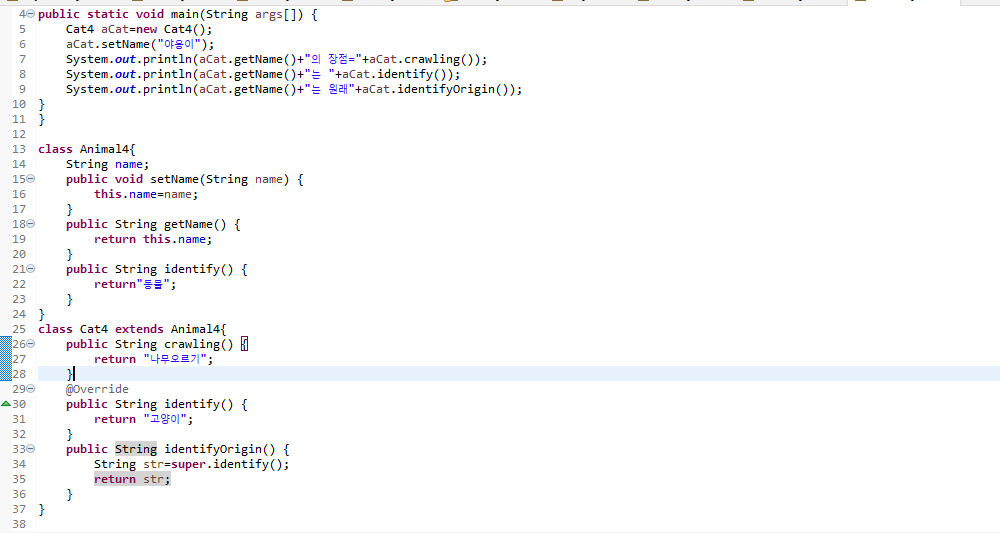 4 public static void main(String args[]) {
5 Cat4 aCat=new Cat4();
6 aCat.setName("야옹이");
7 System.out.println(aCat.getName()+"의 장점="+aCat.crawling());
8 System.out.println(aCat.getName()+"는 "+aCat.identify());
9 System.out.println(aCat.getName()+"는 원래"+aCat.identifyOrigin());
10 }
11 }
12
13 class Animal4{
14 String name;
15 public void setName(String name) {
16 this.name=name;
17 }
18 public String getName() {
19 return this.name;
20 }
21 public String identify() {
22 return"동물";
23 }
24 }
25 class Cat4 extends Animal4{
26 public String crawling() {
27 return "나무오르기";
28 }
29 @Override
30 public String identify() {
31 return "고양이";
32 }
33 public String identifyOrigin() {
34 String str=super.identify();
35 return str;
36 }
37 }
38